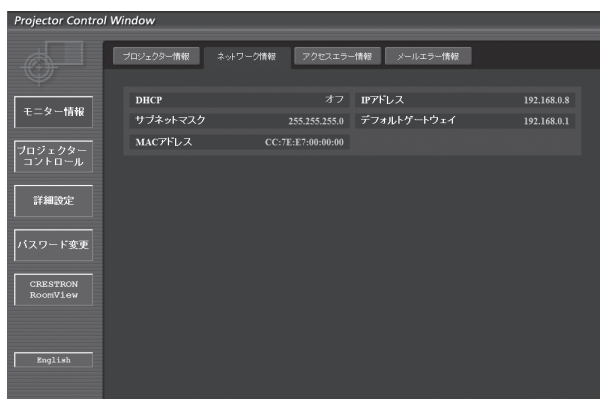 Projector Control Window
プロジェクター情報 ネットワーク情報 アクセスエラー情報 メールエラー情報
モニター情報
プロジェクター
コントロール
詳細設定
パスワード変更
CRESTRON
RoomView
English
DHCP オフ IPアドレス 192.168.0.8
サブネットマスク 255.255.255.0 デフォルトゲートウェイ 192.168.0.1
MACアドレス CC:7E:E7:00:00:00